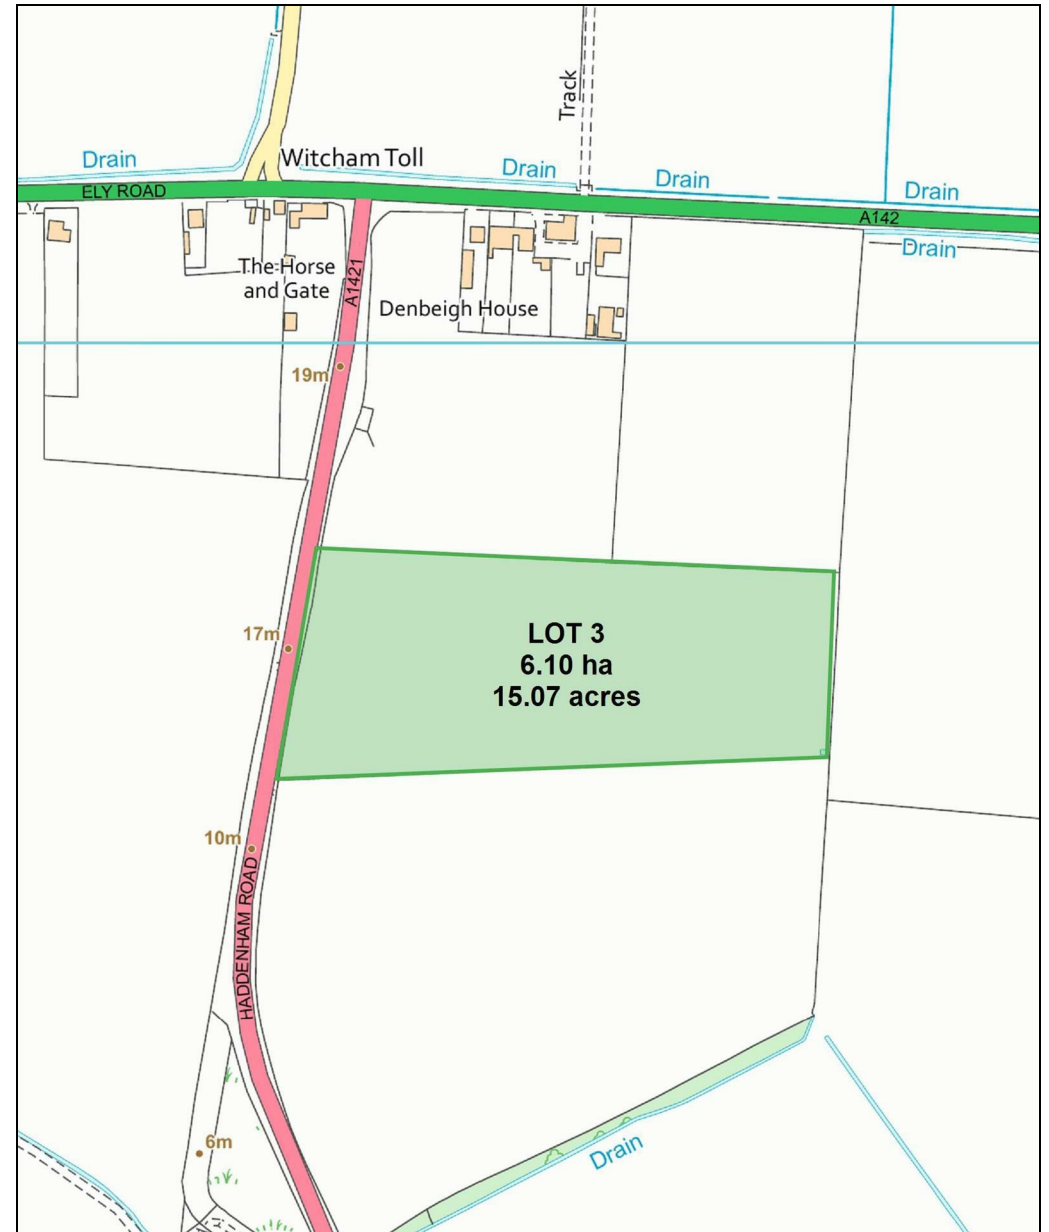 Track
Witcham Toll
Drain
Drain
Drain
Drain
ELY ROAD
A142
Drain
The Horse
and Gate
A1421
Denbeigh House
19m
17m
LOT 3
6.10 ha
15.07 acres
10m
HADDENHAM ROAD
6m
Drain